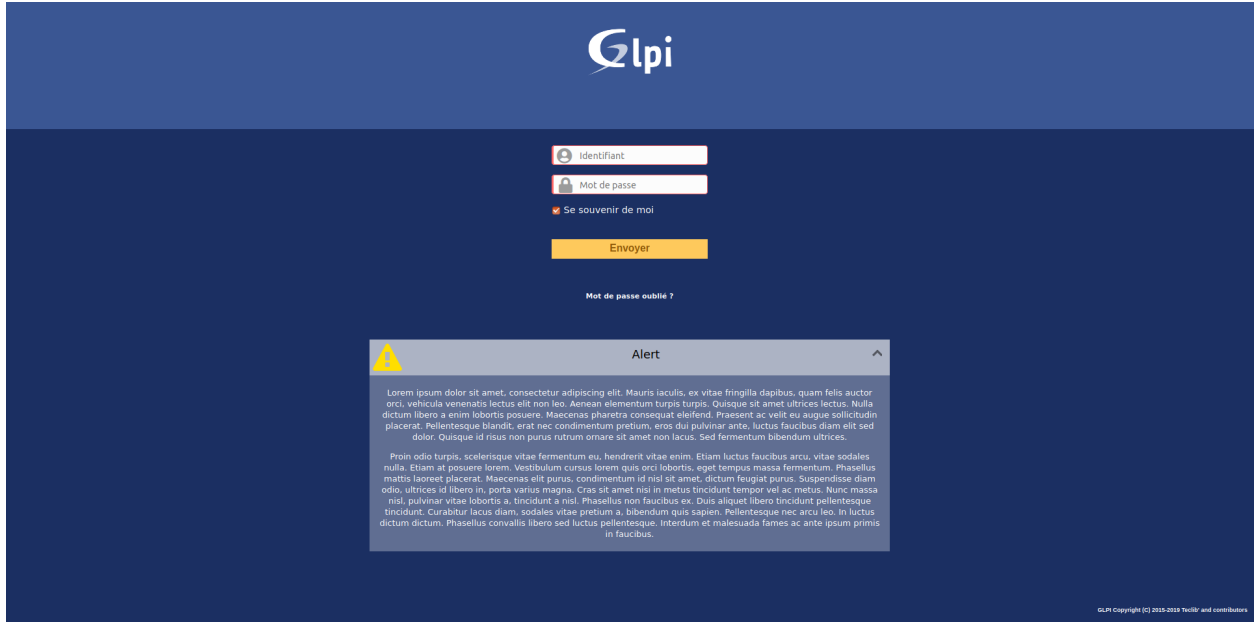 Glpi
Identifiant
Mot de passe
Se souvenir de moi
Envoyer
Mot de passe oublié ?
Alert
Lorem ipsum dolor sit amet, consectetur adipiscing elit. Mauris iaculis, ex vitae fringilla dapibus, quam felis auctor
orci, vehicula venenatis lectus elit non leo. Aenean elementum turpis turpis. Quisque sit amet ultrices lectus. Nulla
dictum libero a enim lobortis posuere. Maecenas pharetra consequat eleifend. Praesent ac velit eu augue sollicitudin
placerat. Pellentesque blandit, erat nec condimentum pretium, eros dui pulvinar ante, luctus faucibus diam elit sed
dolor. Quisque id risus non purus rutrum ornare sit amet non lacus. Sed fermentum bibendum ultrices.
Proin odio turpis, scelerisque vitae fermentum eu, hendrerit vitae enim. Etiam luctus faucibus arcu, vitae sodales
nulla. Etiam at posuere lorem. Vestibulum cursus lorem quis orci lobortis, eget tempus massa fermentum. Phasellus
mattis laoreet placerat. Maecenas elit purus, condimentum id nisl sit amet, dictum feugiat purus. Suspendisse diam
odio, ultrices id libero in, porta varius magna. Cras sit amet nisi in metus tincidunt tempor vel ac metus. Nunc massa
nisl, pulvinar vitae lobortis a, tincidunt a nisl. Phasellus non faucibus ex. Duis aliquet libero tincidunt pellentesque
tincidunt. Curabitur lacus diam, sodales vitae pretium a, bibendum quis sapien. Pellentesque nec arcu leo. In luctus
dictum dictum. Phasellus convallis libero sed luctus pellentesque. Interdum et malesuada fames ac ante ipsum primis
in faucibus.
GLPI Copyright (C) 2015-2019 Teclib' and contributors